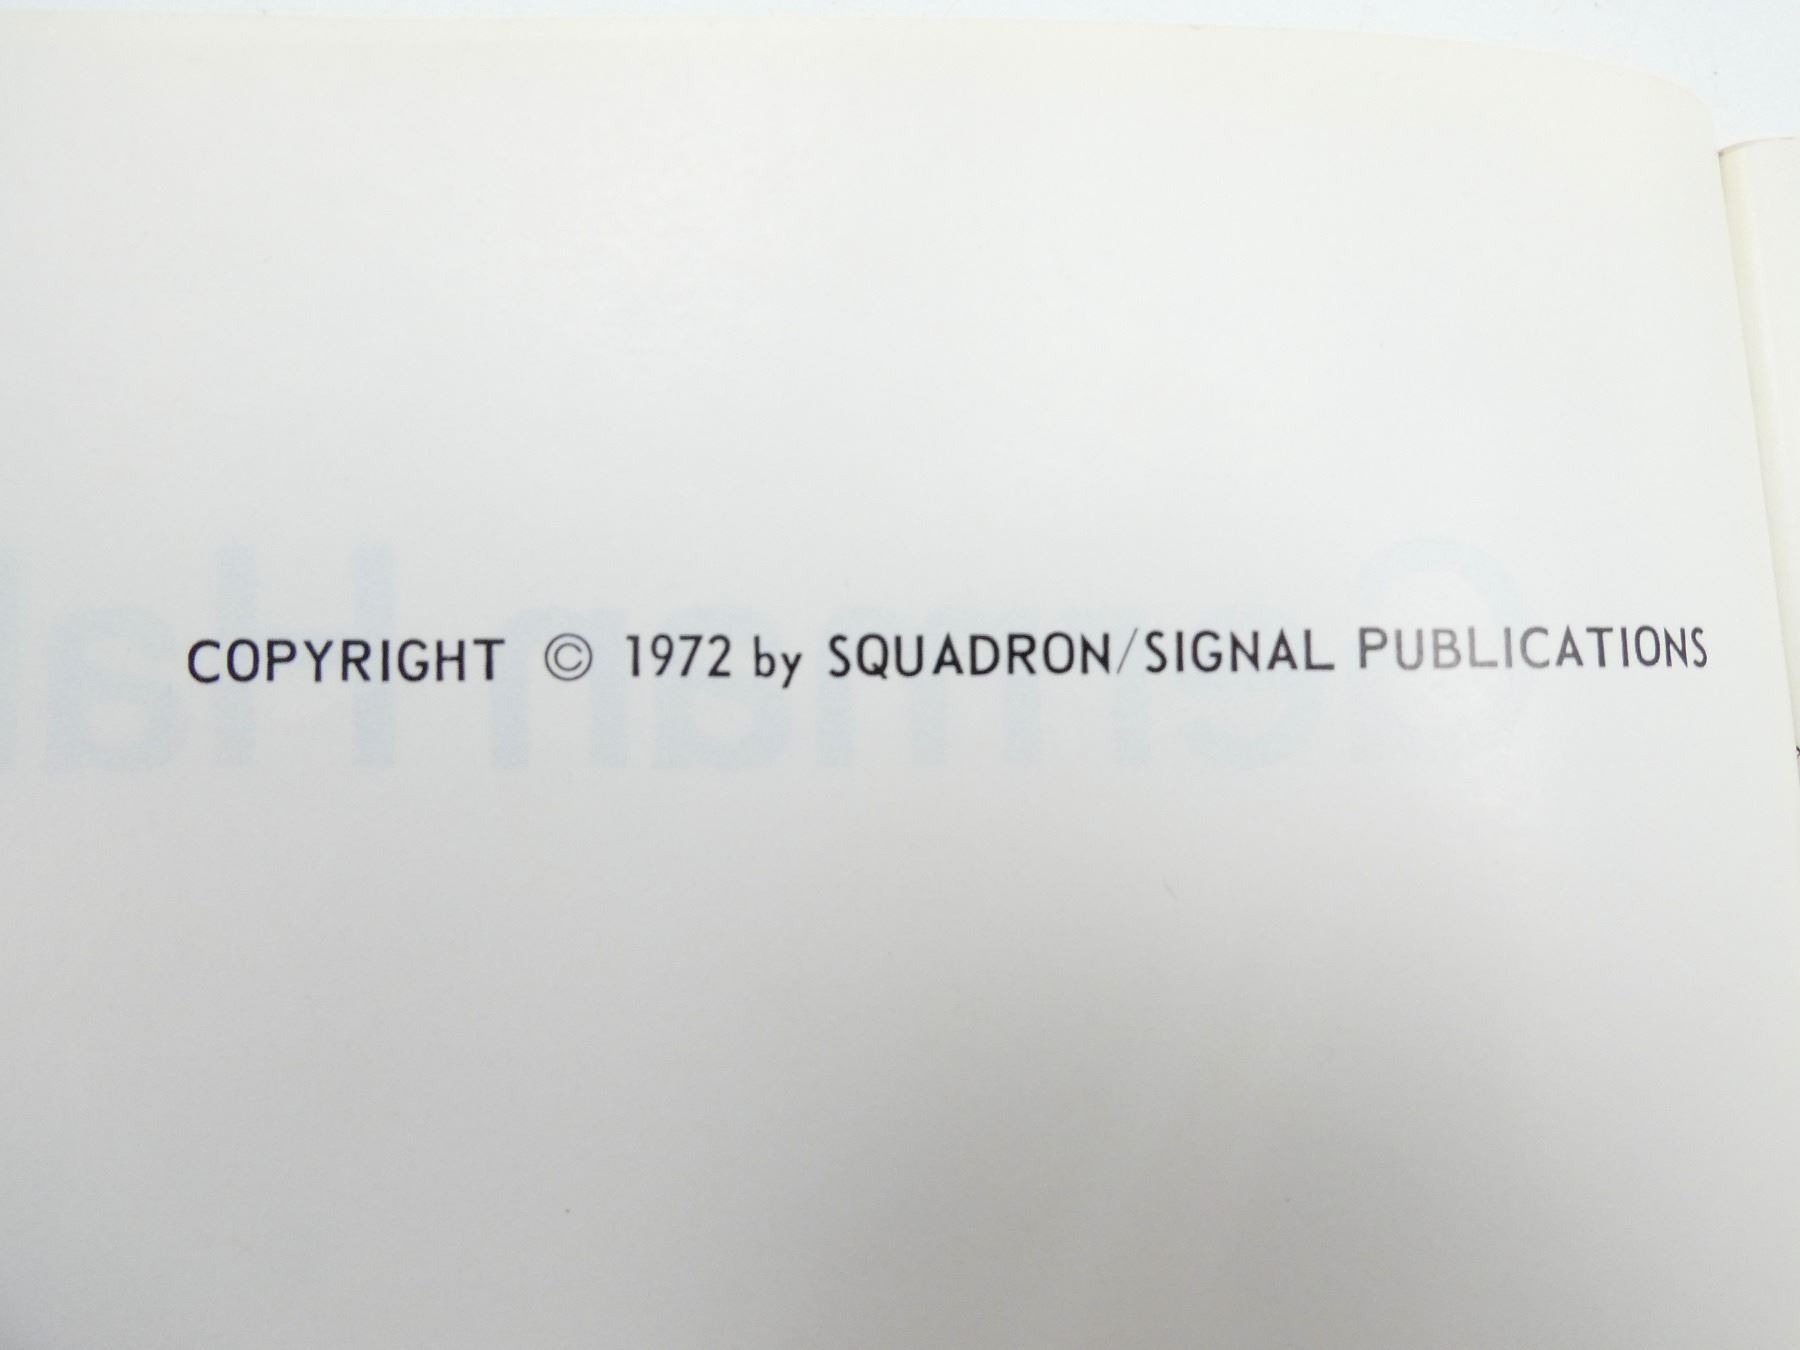 COPYRIGHT © 1972 by SQUADRON/SIGNAL PUBLICATIONS